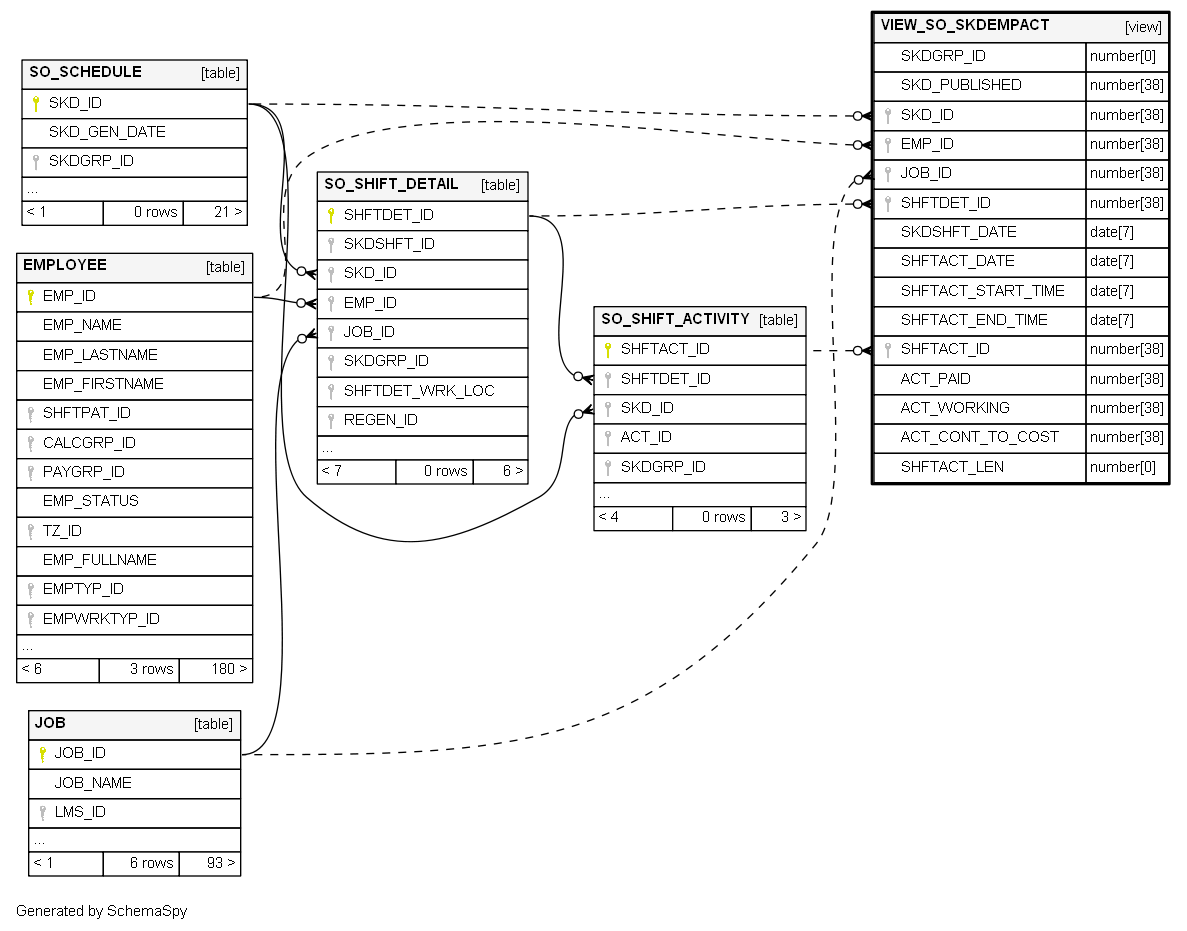 SO_SCHEDULE [table]
SKD_ID
SKD_GEN_DATE
SKDGRP_ID
...
< 1 0 rows 21 >
EMPLOYEE [table]
EMP_ID
EMP_NAME
EMP_LASTNAME
EMP_FIRSTNAME
SHFTPAT_ID
CALCGRP_ID
PAYGRP_ID
EMP_STATUS
TZ_ID
EMP_FULLNAME
EMPTYP_ID
EMPWRKTYP_ID
...
< 6 3 rows 180 >
JOB [table]
JOB_ID
JOB_NAME
LMS_ID
...
< 1 6 rows 93 >
SO_SHIFT_DETAIL [table]
SHFTDET_ID
SKDSHFT_ID
SKD_ID
EMP_ID
JOB_ID
SKDGRP_ID
SHFTDET_WRK_LOC
REGEN_ID
...
< 7 0 rows 6 >
SO_SHIFT_ACTIVITY [table]
SHFTACT_ID
SHFTDET_ID
SKD_ID
ACT_ID
SKDGRP_ID
...
< 4 0 rows 3 >
VIEW_SO_SKDEMPACT [view]
SKDGRP_ID number[0]
SKD_PUBLISHED number[38]
SKD_ID number[38]
EMP_ID number[38]
JOB_ID number[38]
SHFTDET_ID number[38]
SKDSHFT_DATE date[7]
SHFTACT_DATE date[7]
SHFTACT_START_TIME date[7]
SHFTACT_END_TIME date[7]
SHFTACT_ID number[38]
ACT_PAID number[38]
ACT_WORKING number[38]
ACT_CONT_TO_COST number[38]
SHFTACT_LEN number[0]
Generated by SchemaSpy